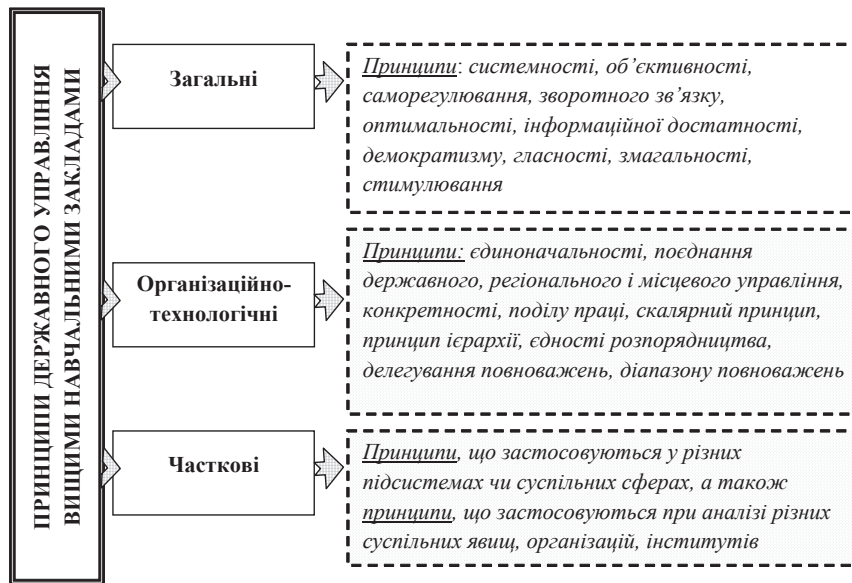 ПРИНЦИПИ ДЕРЖАВНОГО УПРАВЛІННЯ
ВИЩИМИ НАВЧАЛЬНИМИ ЗАКЛАДАМИ
Загальні
Принципи: системності, об’єктивності,
саморегулювання, зворотного зв’язку,
оптимальності, інформаційної достатності,
демократизму, гласності, змагальності,
стимулювання
Організаційно-
технологічні
Принципи: єдиноначальності, поєднання
державного, регіонального і місцевого управління,
конкретності, поділу праці, скалярний принцип,
принцип ієрархії, єдності розпорядництва,
делегування повноважень, діапазону повноважень
Часткові
Принципи, що застосовуються у різних
підсистемах чи суспільних сферах, а також
принципи, що застосовуються при аналізі різних
суспільних явищ, організацій, інститутів